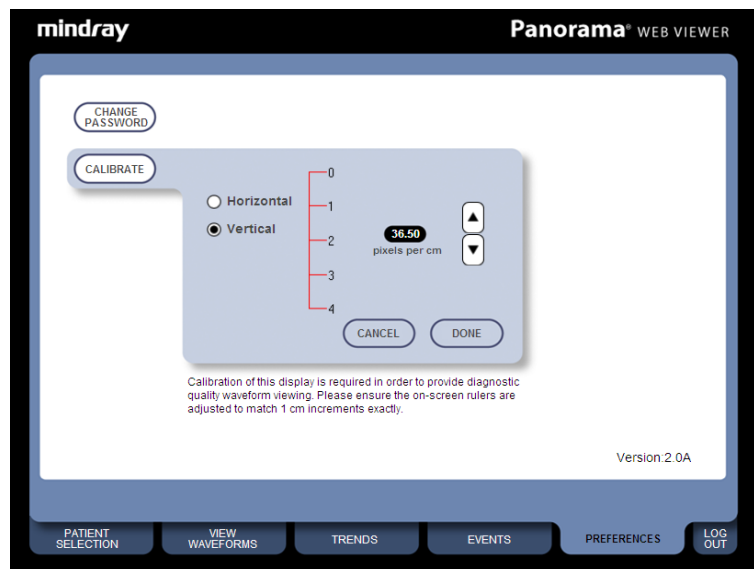 mindray
Panorama® WEB VIEWER
CHANGE
PASSWORD
CALIBRATE
Horizontal
Vertical
0
1
2
3
4
36.50
pixels per cm
CANCEL
DONE
Calibration of this display is required in order to provide diagnostic
quality waveform viewing. Please ensure the on-screen rulers are
adjusted to match 1 cm increments exactly.
Version:2.0A
PATIENT
SELECTION
VIEW
WAVEFORMS
TRENDS
EVENTS
PREFERENCES
LOG
OUT